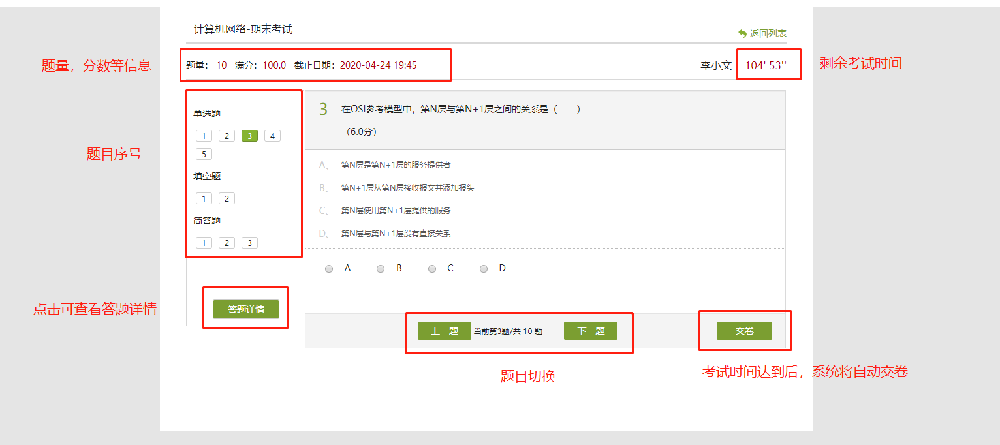 计算机网络-期末考试
返回列表
题量，分数等信息
题量： 10 满分：100.0 截止日期：2020-04-24 19:45
李小文
104' 53''
剩余考试时间
题目序号
单选题
1 2 3 4
5
填空题
1 2
简答题
1 2 3
3 在OSI参考模型中，第N层与第N+1层之间的关系是（ ）
（6.0分）
A、 第N层是第N+1层的服务提供者
B、 第N+1层从第N层接收报文并添加报头
C、 第N层使用第N+1层提供的服务
D、 第N层与第N+1层没有直接关系
A B C D
点击可查看答题详情
答题详情
上一题 当前第3题/共 10 题 下一题
交卷
题目切换
考试时间达到后，系统将自动交卷